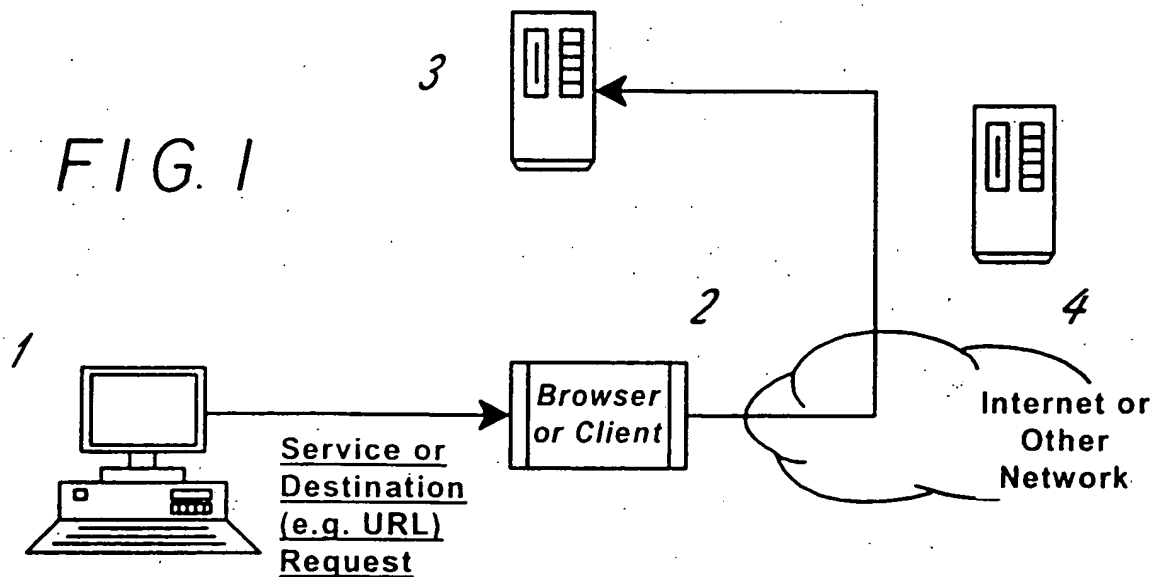 3
FIG. 1
2
4
1
Browser
or Client
Internet or
Other
Network
Service or
Destination
(e.g. URL)
Request